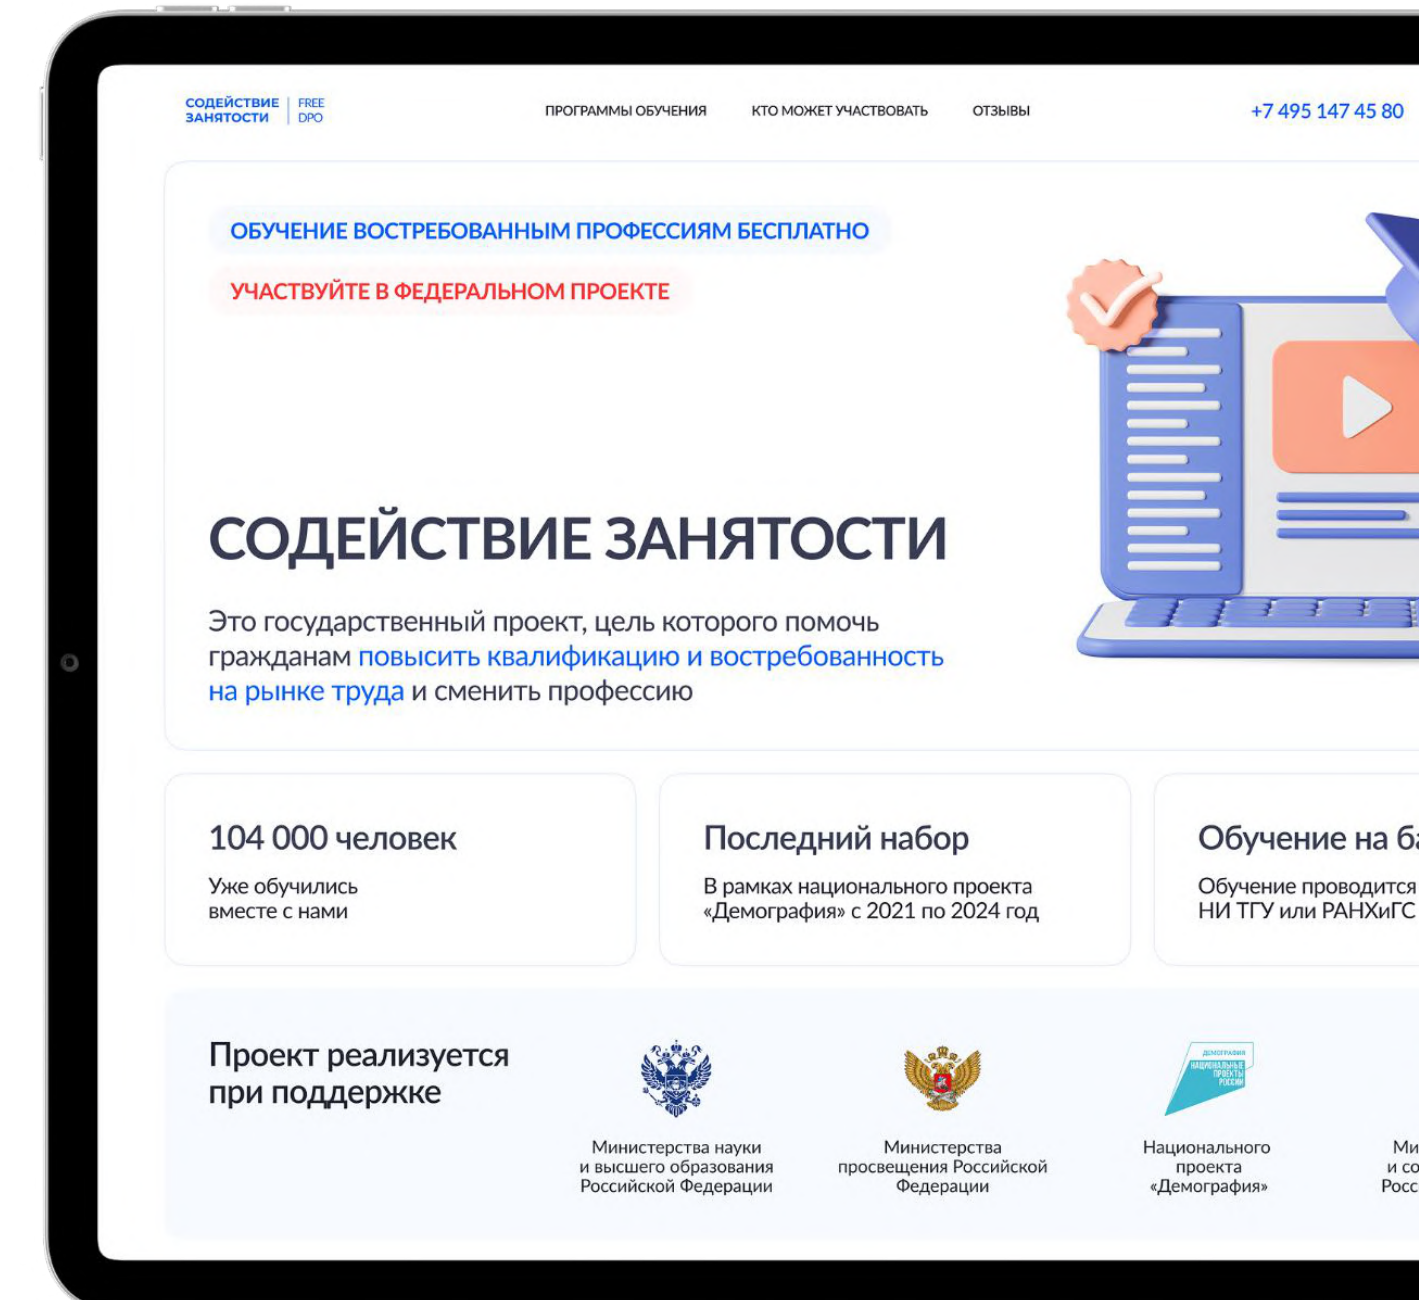 СОДЕЙСТВИЕ
ЗАНЯТОСТИ
FREE
DPO
ПРОГРАММЫ ОБУЧЕНИЯ
КТО МОЖЕТ УЧАСТВОВАТЬ
ОТЗЫВЫ
+7 495 147 45 80
ОБУЧЕНИЕ ВОСТРЕБОВАННЫМ ПРОФЕССИЯМ БЕСПЛАТНО
УЧАСТВУЙТЕ В ФЕДЕРАЛЬНОМ ПРОЕКТЕ
СОДЕЙСТВИЕ ЗАНЯТОСТИ
Это государственный проект, цель которого помочь
гражданам повысить квалификацию и востребованность
на рынке труда и сменить профессию
104 000 человек
Уже обучились
вместе с нами
Последний набор
В рамках национального проекта
«Демография» с 2021 по 2024 год
Обучение на
Обучение проводится
НИ ТГУ или РАНХиГС
Проект реализуется
при поддержке
Министерства науки
и высшего образования
Российской Федерации
Министерства
просвещения Российской
Федерации
ДЕМОГРАФИЯ
НАЦИОНАЛЬНЫЕ
ПРОЕКТЫ
РОССИИ
Национального
проекта
«Демография»
и